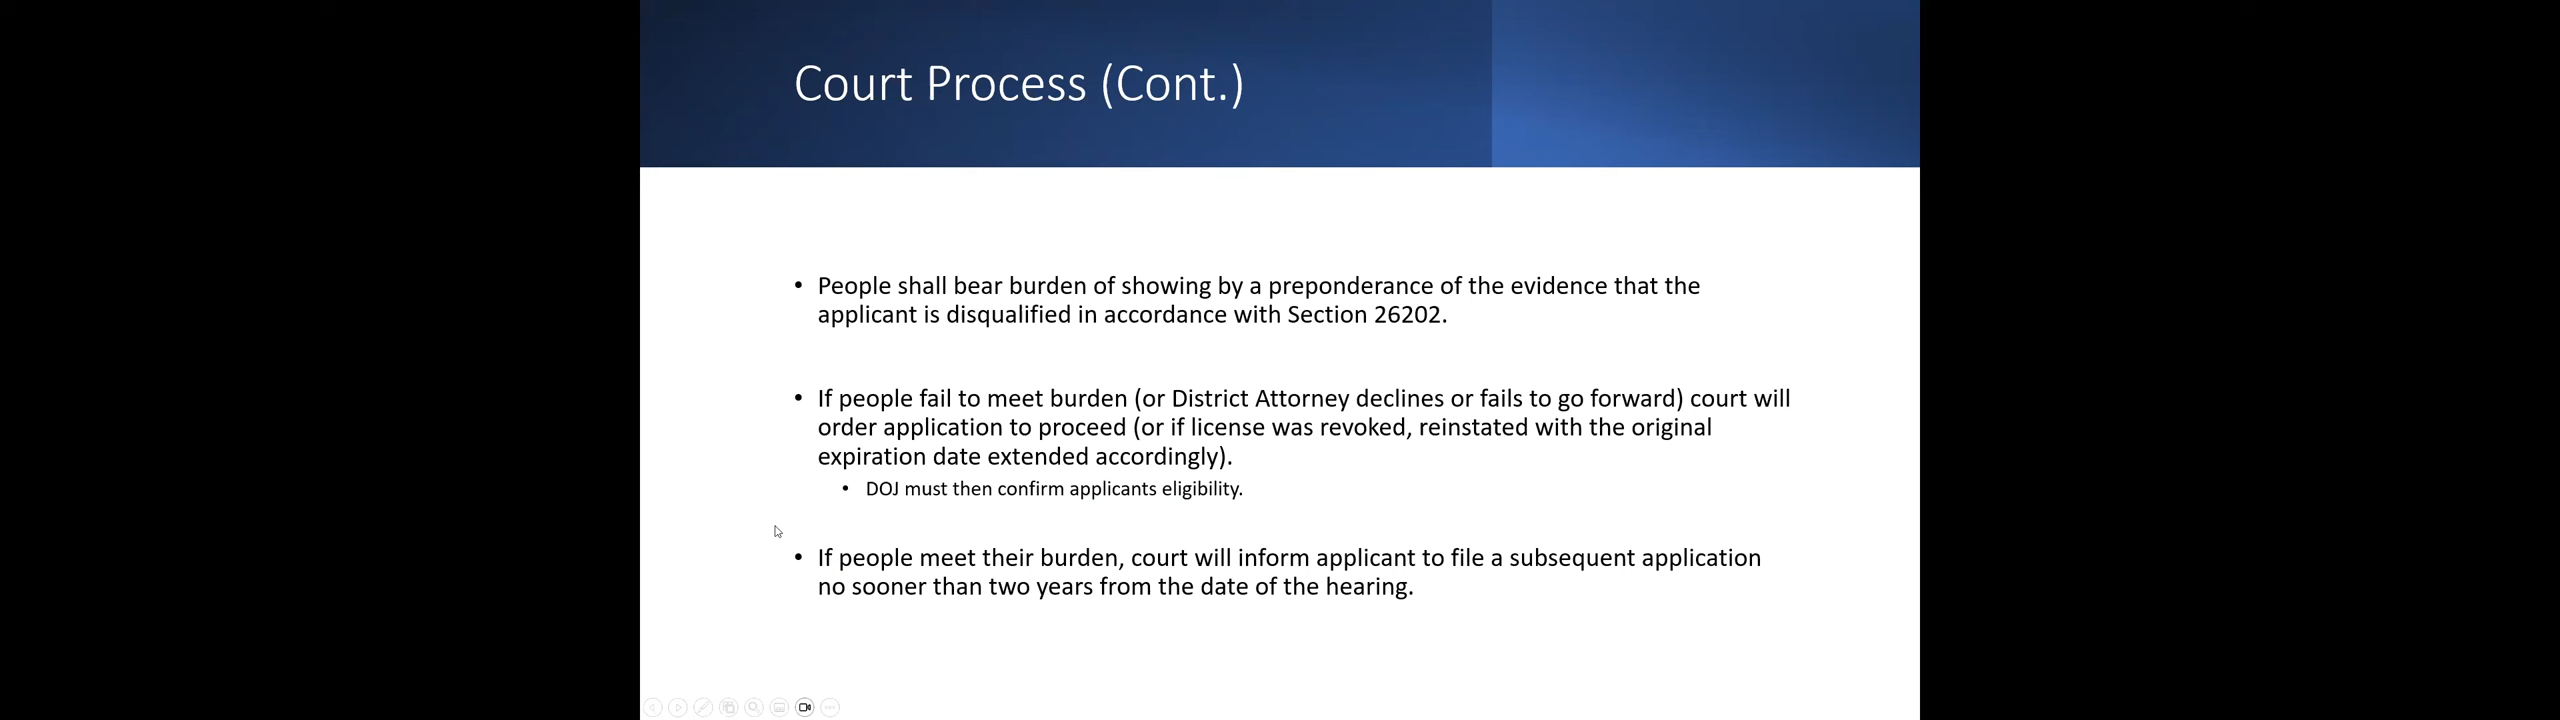 Court Process (Cont.)
• People shall bear burden of showing by a preponderance of the evidence that the
applicant is disqualified in accordance with Section 26202.
• If people fail to meet burden (or District Attorney declines or fails to go forward) court will
order application to proceed (or if license was revoked, reinstated with the original
expiration date extended accordingly).
• DOJ must then confirm applicants eligibility.
• If people meet their burden, court will inform applicant to file a subsequent application
no sooner than two years from the date of the hearing.